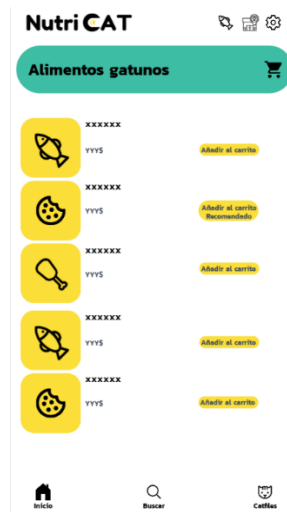 Nutri CAT
Alimentos gatunos
xxxxxx
YYY$
Añadir al carrito
xxxxxx
YYY$
Añadir al carrito
Recomendado
xxxxxx
YYY$
Añadir al carrito
xxxxxx
YYY$
Añadir al carrito
xxxxxx
YYY$
Añadir al carrito
Inicio
Buscar
Catfiles